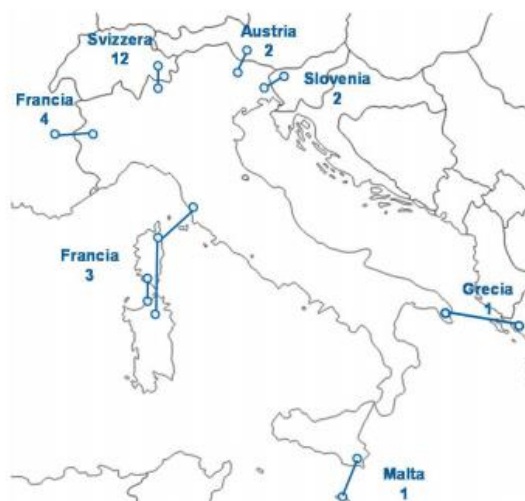 Svizzera
12
Austria
2
Slovenia
2
Francia
4
Francia
3
Grecia
1
Malta
1